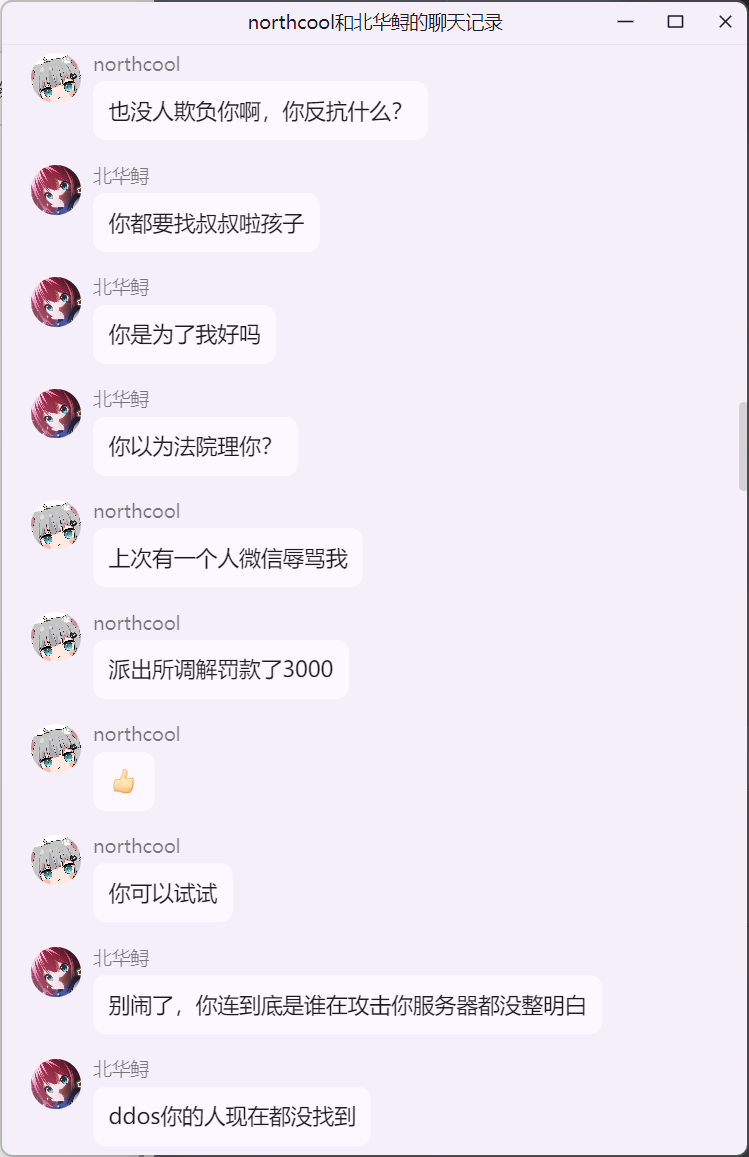 northcool和北华鲟的聊天记录
northcool
也没人欺负你啊，你反抗什么？
北华鲟
你都要找叔叔啦孩子
北华鲟
你是为了我好吗
北华鲟
你以为法院理你？
northcool
上次有一个人微信辱骂我
northcool
派出所调解罚款了3000
northcool
👍
northcool
你可以试试
北华鲟
别闹了，你连到底是谁在攻击你服务器都没整明白
北华鲟
ddos你的人现在都没找到